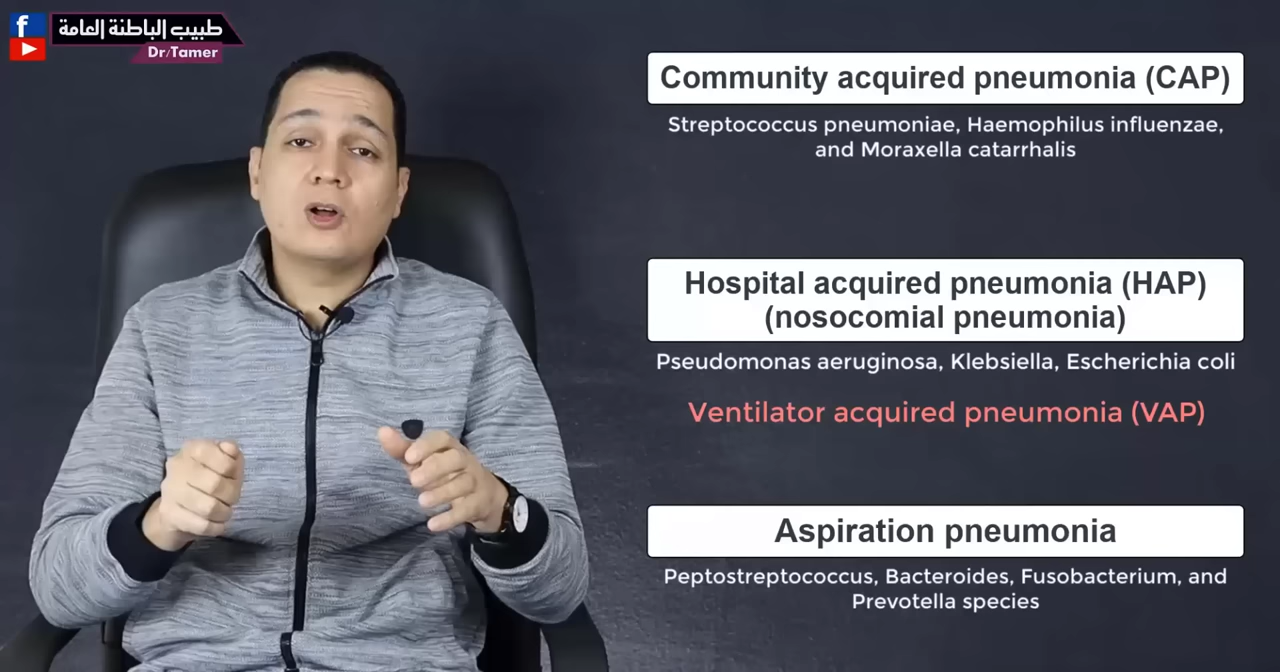 طبيب الباطنة العامة
Dr/Tamer
Community acquired pneumonia (CAP)
Streptococcus pneumoniae, Haemophilus influenzae,
and Moraxella catarrhalis
Hospital acquired pneumonia (HAP)
(nosocomial pneumonia)
Pseudomonas aeruginosa, Klebsiella, Escherichia coli
Ventilator acquired pneumonia (VAP)
Aspiration pneumonia
Peptostreptococcus, Bacteroides, Fusobacterium, and
Prevotella species